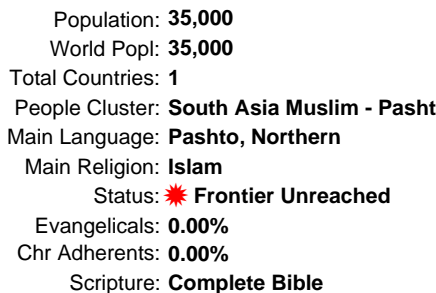 Population: 35,000
World Popl: 35,000
Total Countries: 1
People Cluster: South Asia Muslim - Pasht
Main Language: Pashto, Northern
Main Religion: Islam
Status: Frontier Unreached
Evangelicals: 0.00%
Chr Adherents: 0.00%
Scripture: Complete Bible